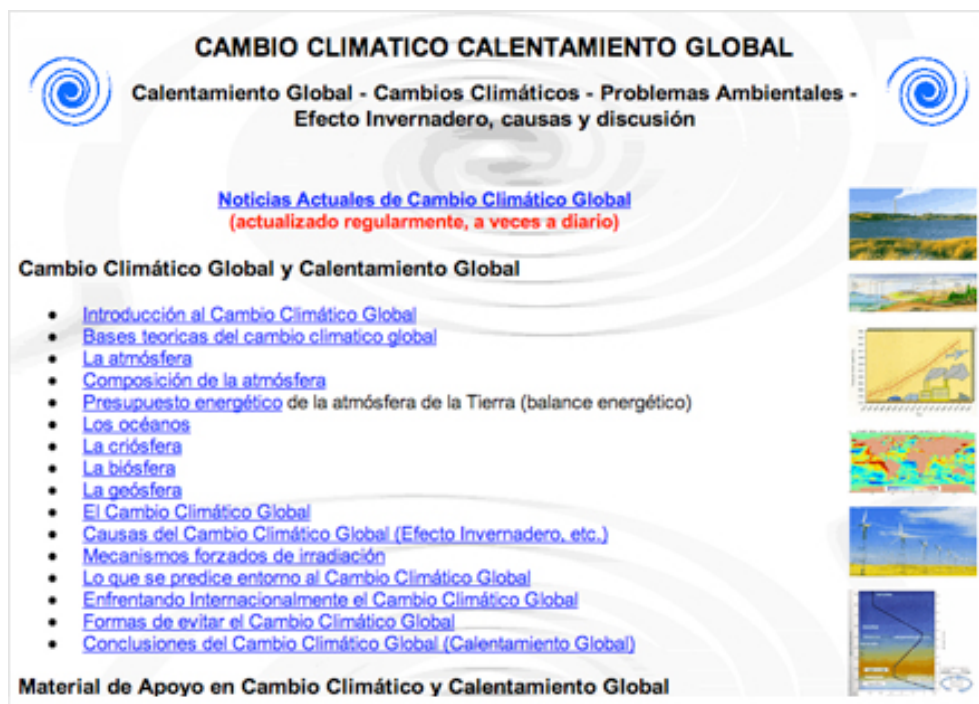 CAMBIO CLIMATICO CALENTAMIENTO GLOBAL
Calentamiento Global - Cambios Climáticos - Problemas Ambientales -
Efecto Invernadero, causas y discusión
Noticias Actuales de Cambio Climático Global
(actualizado regularmente, a veces a diario)
Cambio Climático Global y Calentamiento Global
Introducción al Cambio Climático Global
Bases teoricas del cambio climatico global
La atmósfera
Composición de la atmósfera
Presupuesto energético de la atmósfera de la Tierra (balance energético)
Los océanos
La criósfera
La biósfera
La geósfera
El Cambio Climático Global
Causas del Cambio Climático Global (Efecto Invernadero, etc.)
Mecanismos forzados de irradiación
Lo que se predice entorno al Cambio Climático Global
Enfrentando Internacionalmente el Cambio Climático Global
Formas de evitar el Cambio Climático Global
Conclusiones del Cambio Climático Global (Calentamiento Global)
Material de Apoyo en Cambio Climático y Calentamiento Global